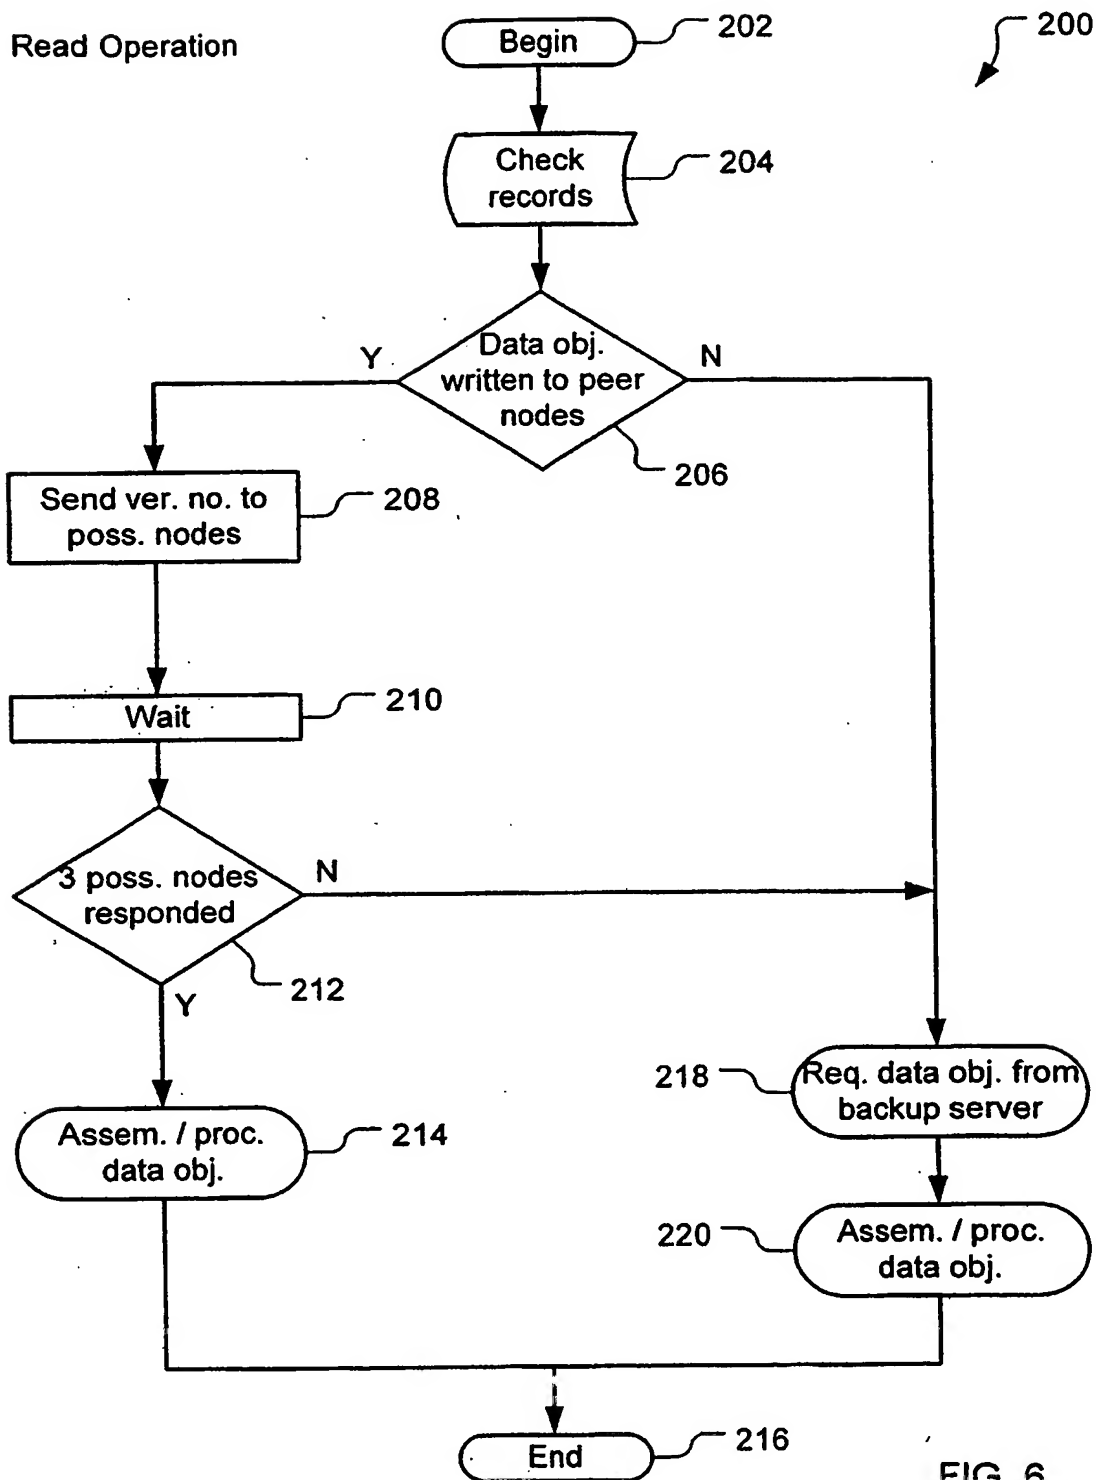 Read Operation
Begin
202
200
Check
records
204
Data obj.
written to peer
nodes
Y
N
206
Send ver. no. to
poss. nodes
208
Wait
210
3 poss. nodes
responded
N
212
Y
Assem. / proc.
data obj.
214
218
Req. data obj. from
backup server
220
Assem. / proc.
data obj.
End
216
FIG. 6